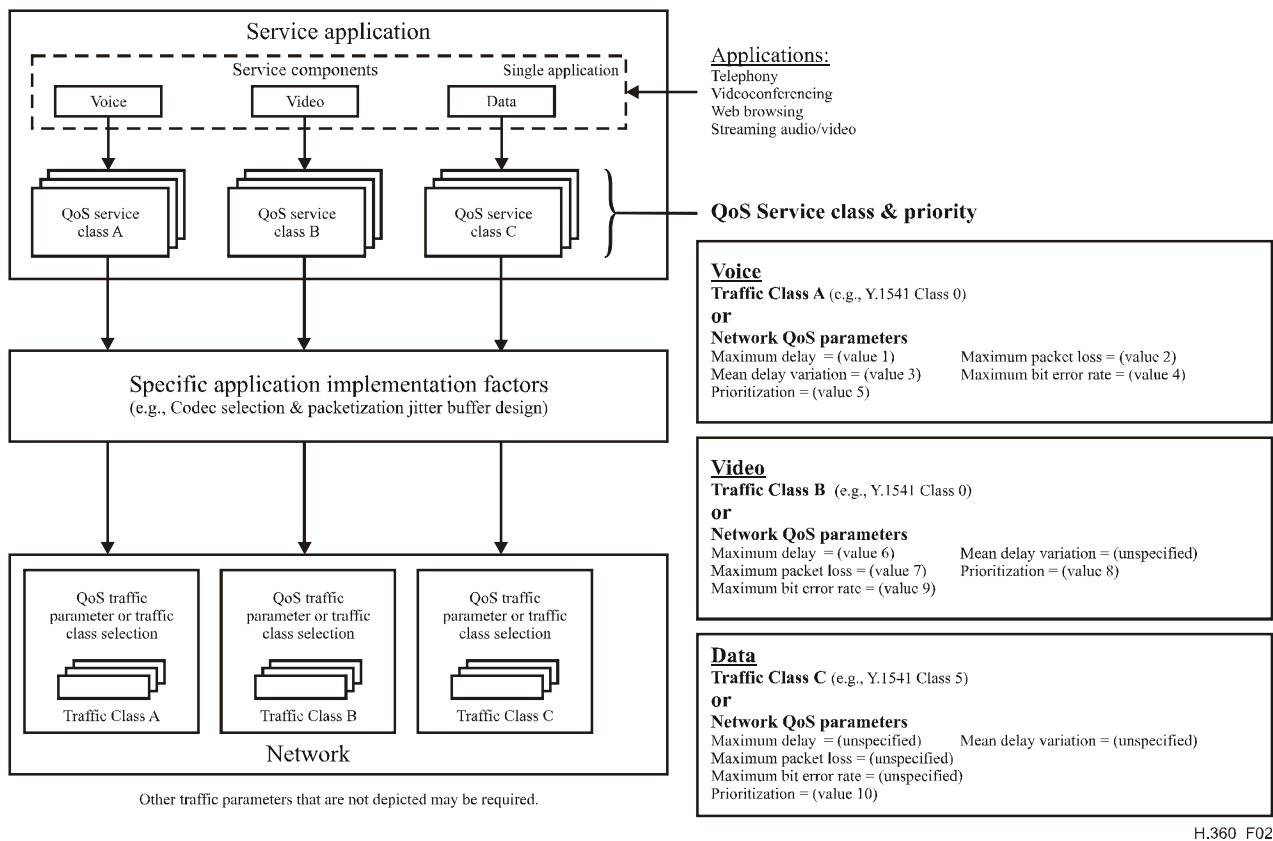 Service application
Service components
Single application
Voice
Video
Data
QoS service
class A
QoS service
class B
QoS service
class C
Applications:
Telephony
Videoconferencing
Web browsing
Streaming audio/video
QoS Service class & priority
Specific application implementation factors
(e.g., Codec selection & packetization jitter buffer design)
QoS traffic
parameter or traffic
class selection
Traffic Class A
QoS traffic
parameter or traffic
class selection
Traffic Class B
QoS traffic
parameter or traffic
class selection
Traffic Class C
Network
Other traffic parameters that are not depicted may be required.
Voice
Traffic Class A (e.g., Y.1541 Class 0)
or
Network QoS parameters
Maximum delay = (value 1) Maximum packet loss = (value 2)
Mean delay variation = (value 3) Maximum bit error rate = (value 4)
Prioritization = (value 5)
Video
Traffic Class B (e.g., Y.1541 Class 0)
or
Network QoS parameters
Maximum delay = (value 6) Mean delay variation = (unspecified)
Maximum packet loss = (value 7) Prioritization = (value 8)
Maximum bit error rate = (value 9)
Data
Traffic Class C (e.g., Y.1541 Class 5)
or
Network QoS parameters
Maximum delay = (unspecified) Mean delay variation = (unspecified)
Maximum packet loss = (unspecified)
Maximum bit error rate = (unspecified)
Prioritization = (value 10)
H.360 F02